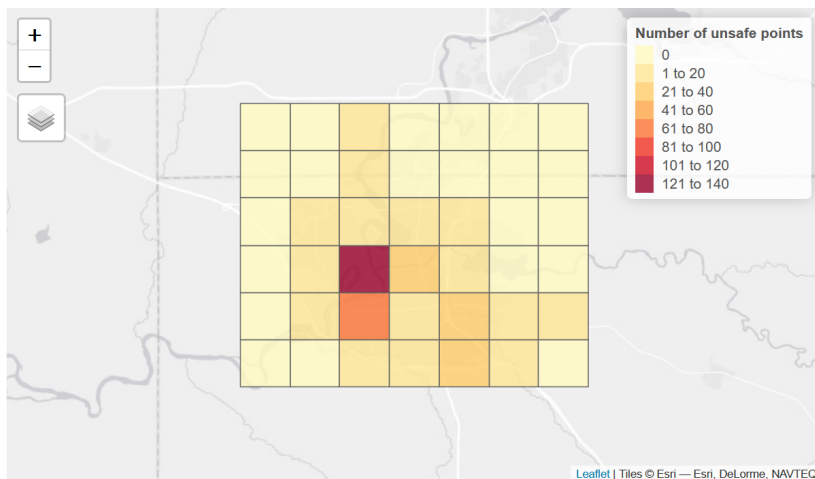 +
−
Number of unsafe points
0
1 to 20
21 to 40
41 to 60
61 to 80
81 to 100
101 to 120
121 to 140
Leaflet | Tiles © Esri — Esri, DeLorme, NAVTEQ